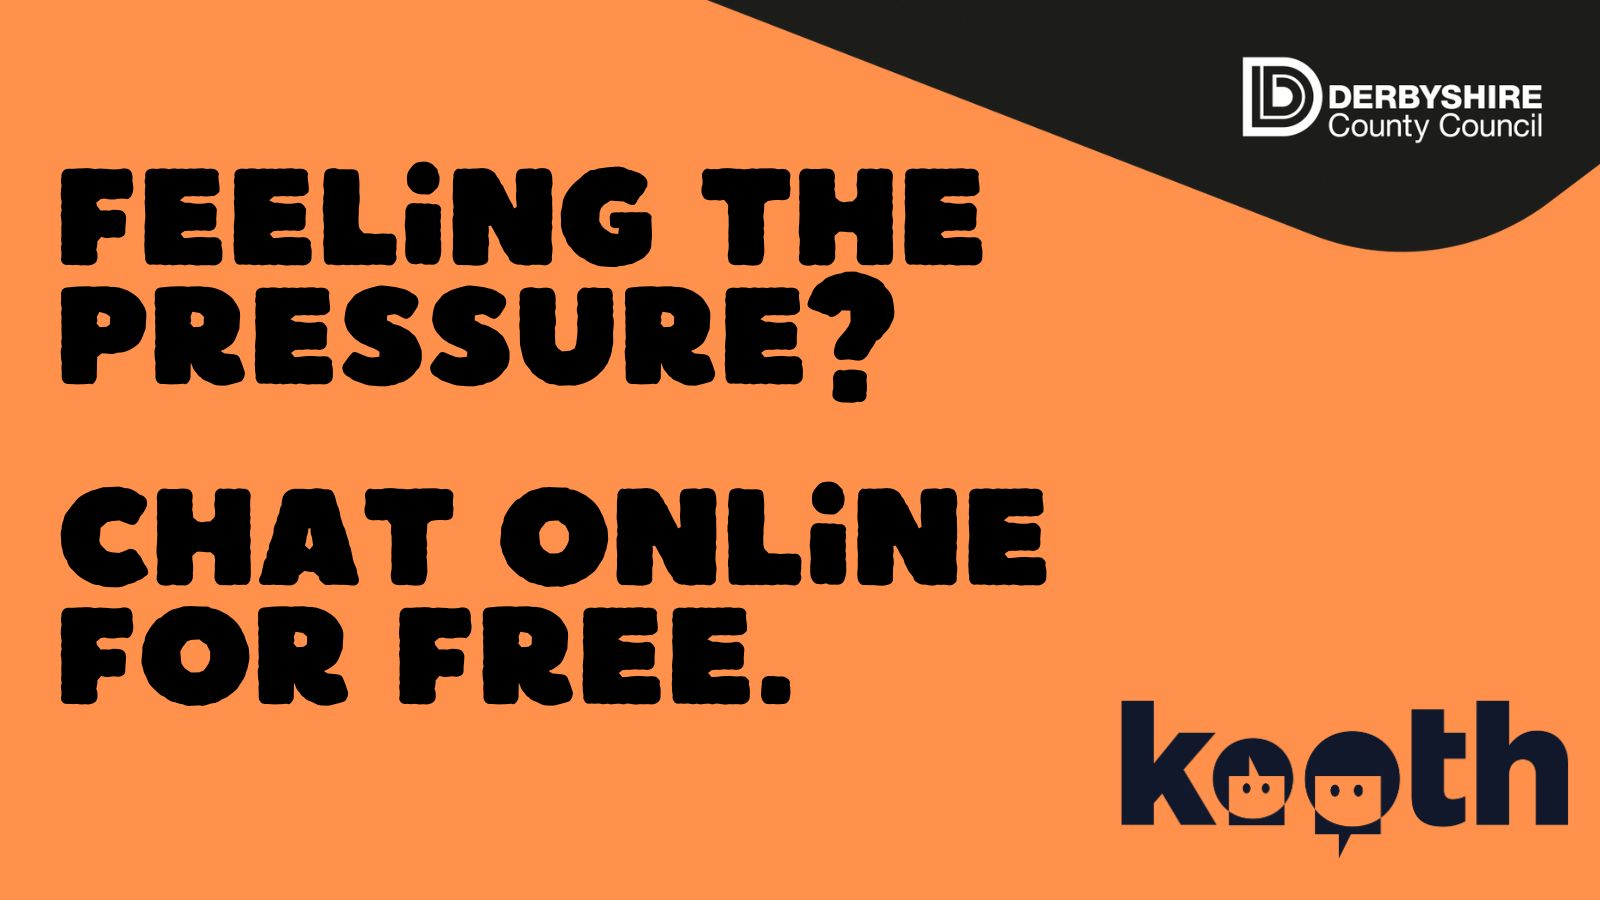 DERBYSHIRE
County Council
FEELiNG THE
PRESSURE?
CHAT ONLiNE
FOR FREE.
kooth